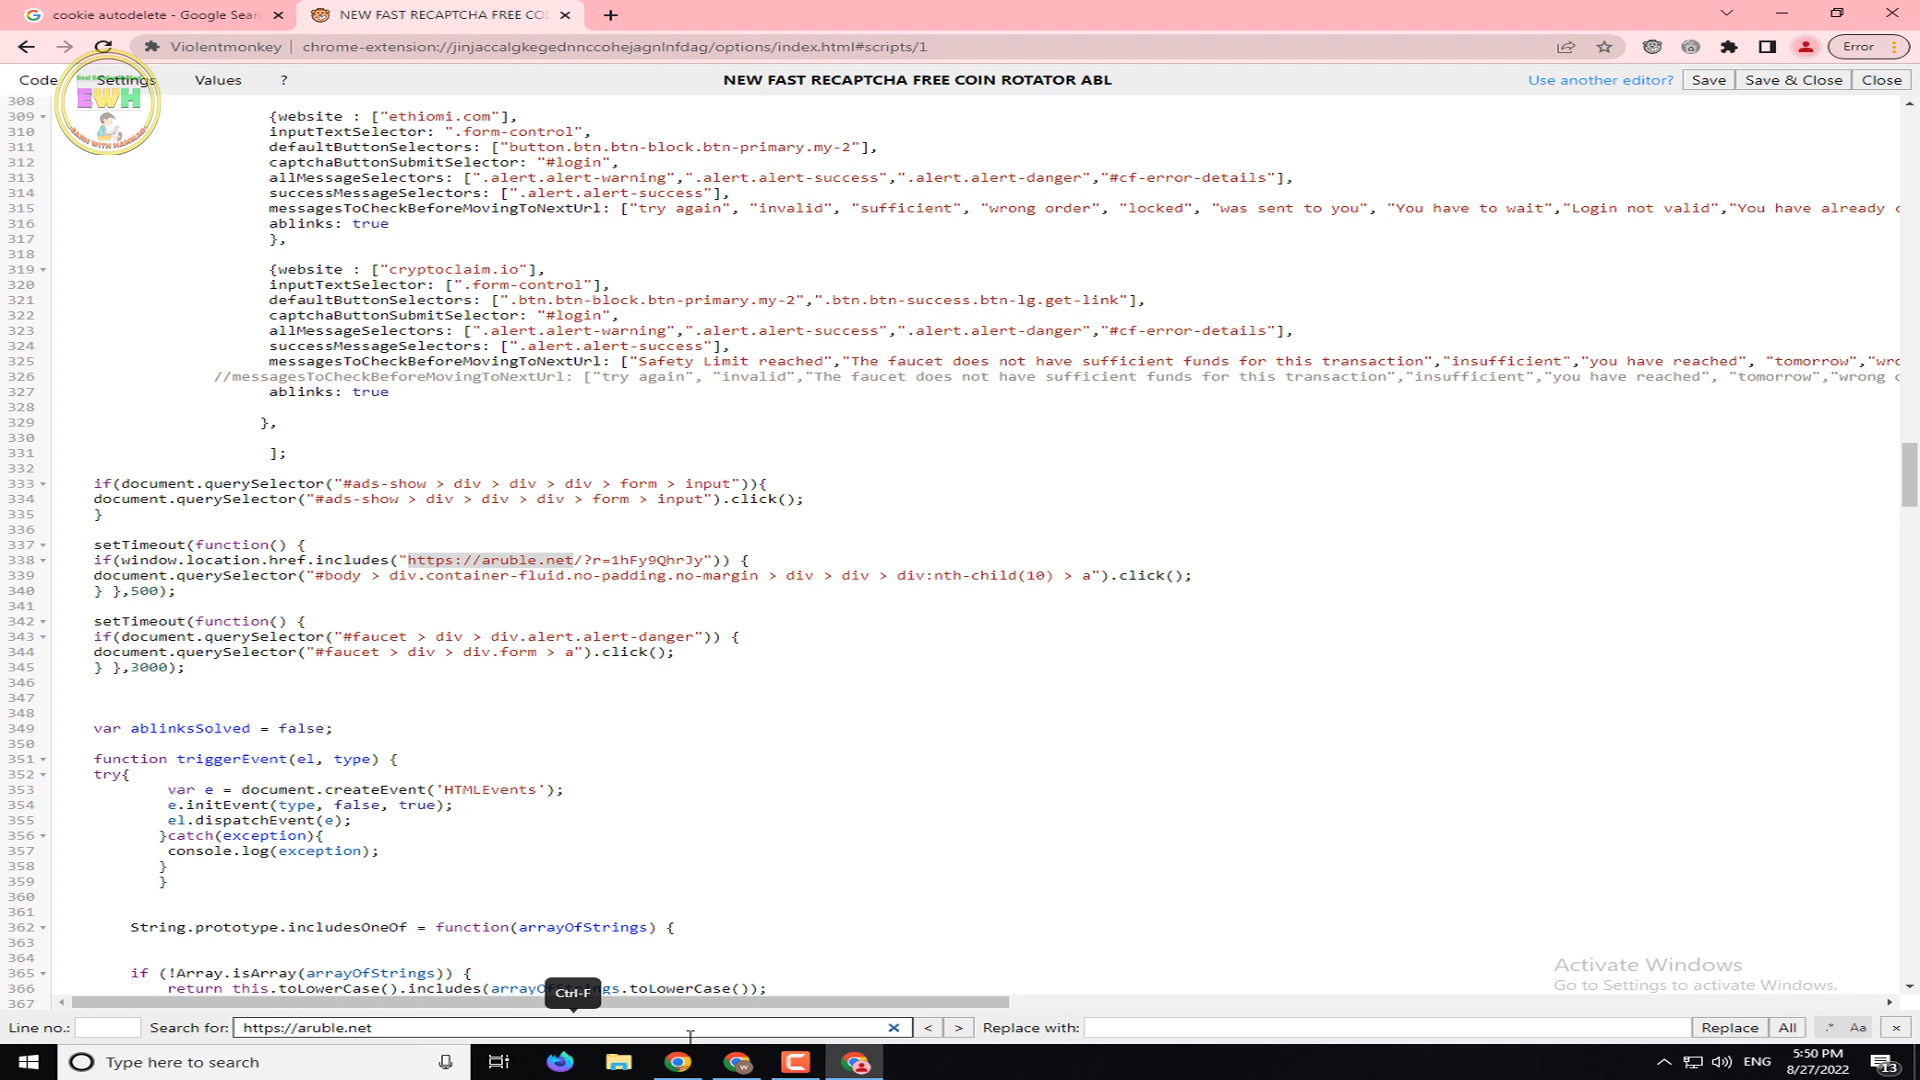 cookie autodelete - Google Sear
NEW FAST RECAPTCHA FREE COI
Violentmonkey
chrome-extension://jinjaccalgkegednnccohejagnlnfdag/options/index.html#scripts/1
Error
Code Settings Values ?
NEW FAST RECAPTCHA FREE COIN ROTATOR ABL
Use another editor? Save Save & Close Close
EWH
EARN WITH HAMMAD
308
309 {website : ["ethiomi.com"],
310 inputTextSelector: ".form-control",
311 defaultButtonSelectors: ["button.btn.btn-block.btn-primary.my-2"],
312 captchaButtonSubmitSelector: "#login",
313 allMessageSelectors: [".alert.alert-warning",".alert.alert-success",".alert.alert-danger","#cf-error-details"],
314 successMessageSelectors: [".alert.alert-success"],
315 messagesToCheckBeforeMovingToNextUrl: ["try again", "invalid", "sufficient", "wrong order", "locked", "was sent to you", "You have to wait","Login not valid","You have already c
316 ablinks: true
317 },
318
319 {website : ["cryptoclaim.io"],
320 inputTextSelector: [".form-control"],
321 defaultButtonSelectors: [".btn.btn-block.btn-primary.my-2",".btn.btn-success.btn-lg.get-link"],
322 captchaButtonSubmitSelector: "#login",
323 allMessageSelectors: [".alert.alert-warning",".alert.alert-success",".alert.alert-danger","#cf-error-details"],
324 successMessageSelectors: [".alert.alert-success"],
325 messagesToCheckBeforeMovingToNextUrl: ["Safety Limit reached","The faucet does not have sufficient funds for this transaction","insufficient","you have reached", "tomorrow","wro
326 //messagesToCheckBeforeMovingToNextUrl: ["try again", "invalid","The faucet does not have sufficient funds for this transaction","insufficient","you have reached", "tomorrow","wrong o
327 ablinks: true
328
329 },
330
331 ];
332
333 if(document.querySelector("#ads-show > div > div > div > form > input")){
334 document.querySelector("#ads-show > div > div > div > form > input").click();
335 }
336
337 setTimeout(function() {
338 if(window.location.href.includes("https://aruble.net/?r=1hFy9QhrJy")) {
339 document.querySelector("#body > div.container-fluid.no-padding.no-margin > div > div > div:nth-child(10) > a").click();
340 } },500);
341
342 setTimeout(function() {
343 if(document.querySelector("#faucet > div > div.alert.alert-danger")) {
344 document.querySelector("#faucet > div > div.form > a").click();
345 } },3000);
346
347
348
349 var ablinksSolved = false;
350
351 function triggerEvent(el, type) {
352 try{
353 var e = document.createEvent('HTMLEvents');
354 e.initEvent(type, false, true);
355 el.dispatchEvent(e);
356 }catch(exception){
357 console.log(exception);
358 }
359 }
360
361
362 String.prototype.includesOneOf = function(arrayOfStrings) {
363
364
365 if (!Array.isArray(arrayOfStrings)) {
366 return this.toLowerCase().includes(arrayOfStrings.toLowerCase());
367
Ctrl-F
Activate Windows
Go to Settings to activate Windows.
Line no.: Search for: https://aruble.net < > Replace with: Replace All .* Aa
Type here to search
ENG
5:50 PM
8/27/2022
13